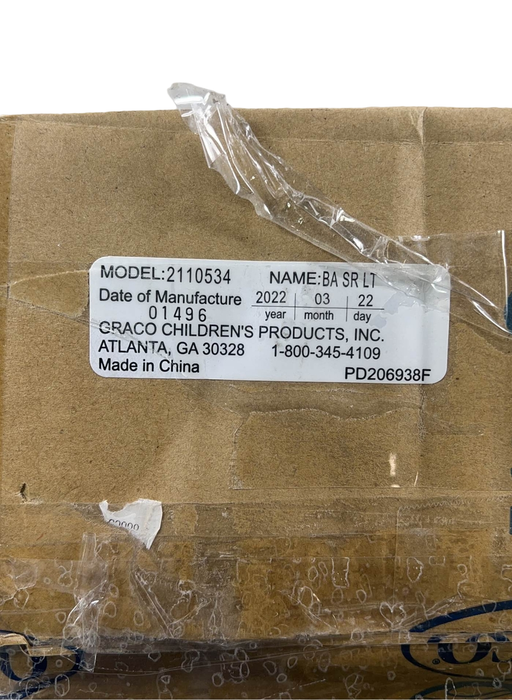 MODEL:2110534 NAME:BA SR LT
Date of Manufacture 2022 03 22
01496 year month day
GRACO CHILDREN'S PRODUCTS, INC.
ATLANTA, GA 30328 1-800-345-4109
Made in China PD206938F